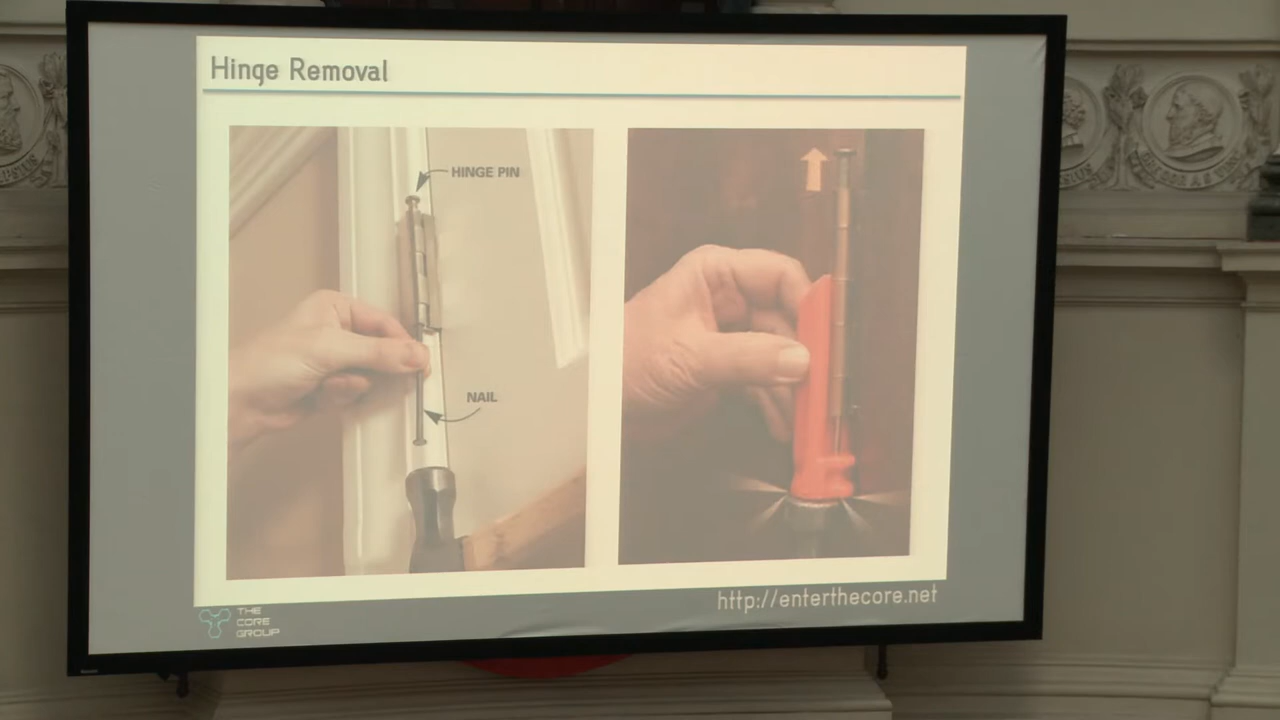 Hinge Removal
HINGE PIN
NAIL
THE
CORE
GROUP
http://enterthecore.net